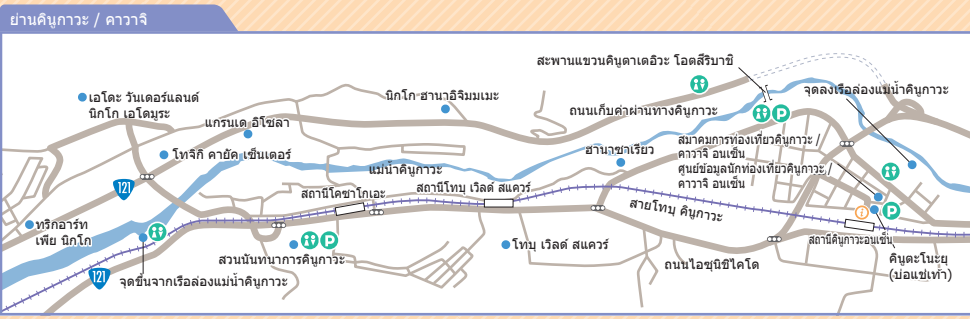 ย่านคินูกาวะ / คาวาจิ
สะพานแขวนคินูดาเตอิวะ โอตสึริบาชิ
เอโดะ วันเดอร์แลนด์
นิกโก เอโดมุระ
นิกโก ฮานาอิจิมมเมะ
จุดลงเรือล่องแม่น้ำคินูกาวะ
ถนนเก็บค่าผ่านทางคินูกาวะ
แกรนเด อิโซลา
โทจิกิ คายัค เซ็นเตอร์
แม่น้ำคินูกาวะ
ฮานาซาเรียว
สมาคมการท่องเที่ยวคินูกาวะ /
คาวาจิ อนเซ็น
ศูนย์ข้อมูลนักท่องเที่ยวคินูกาวะ /
คาวาจิ อนเซ็น
121
สถานีโคซาโกเอะ
สถานีโทบุ เวิลด์ สแควร์
สายโทบุ คินูกาวะ
ทริกอาร์ท
เพีย นิกโก
P
P
P
i
สวนนันทนาการคินูกาวะ
โทบุ เวิลด์ สแควร์
สถานีคินูกาวะอนเซ็น
คินูตะโนะยุ
(บ่อแช่เท้า)
ถนนไอซุนิชิไคโด
121
จุดขึ้นจากเรือล่องแม่น้ำคินูกาวะ